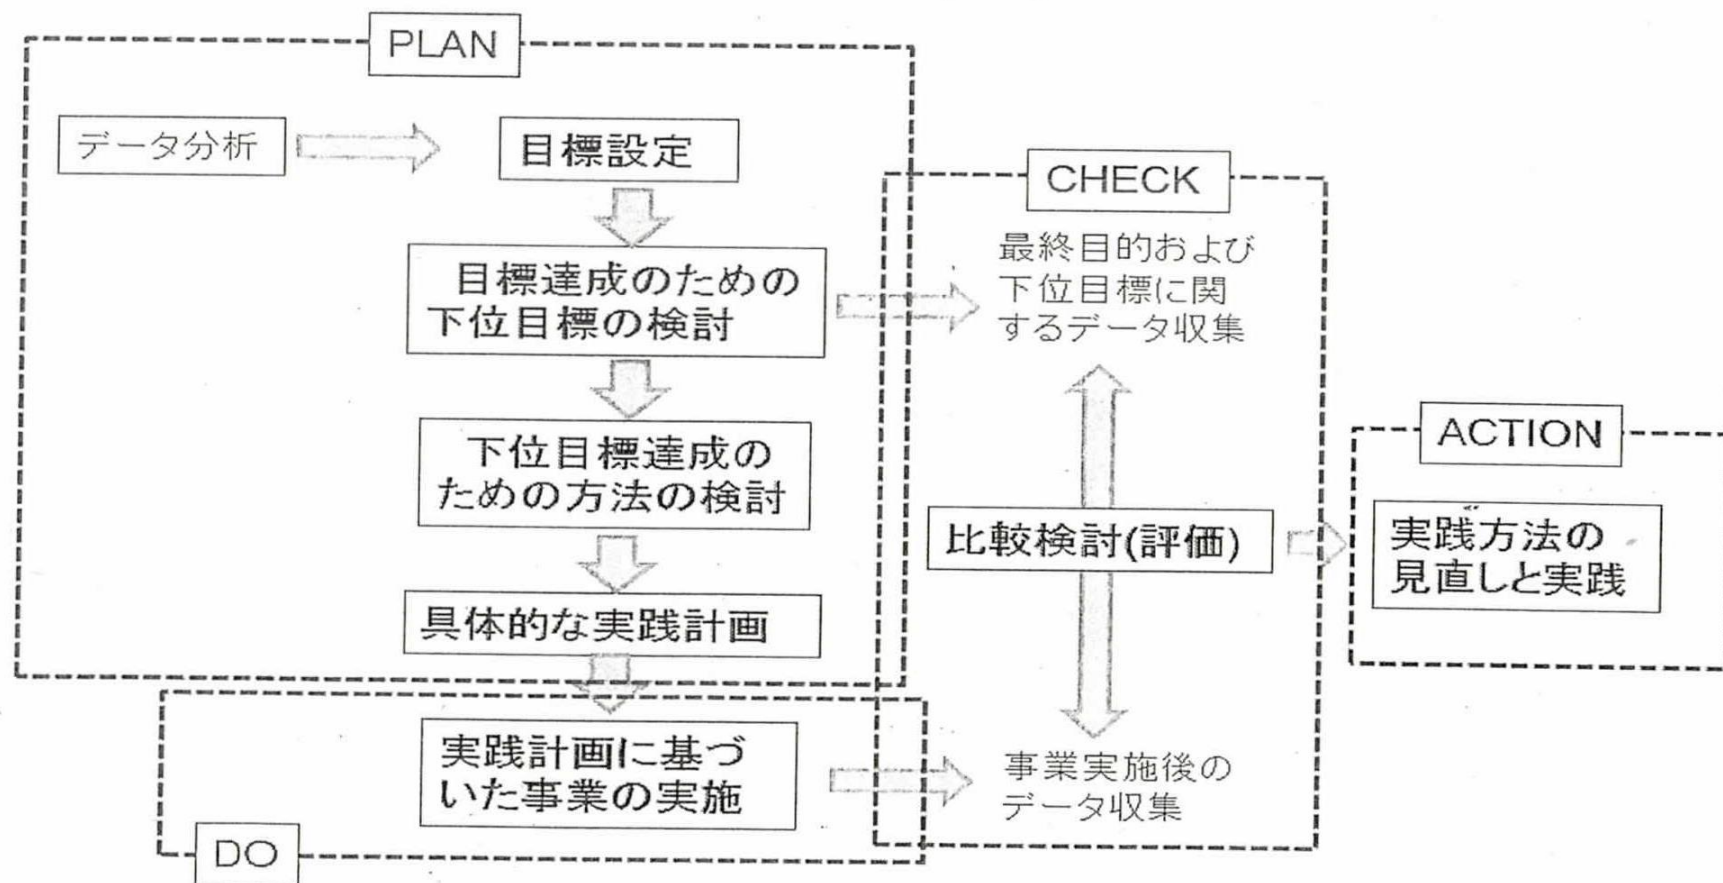 PLAN
データ分析
目標設定
目標達成のための
下位目標の検討
下位目標達成の
ための方法の検討
具体的な実践計画
実践計画に基づ
いた事業の実施
DO
CHECK
最終目的および
下位目標に関
するデータ収集
比較検討(評価)
事業実施後の
データ収集
ACTION
実践方法の
見直しと実践